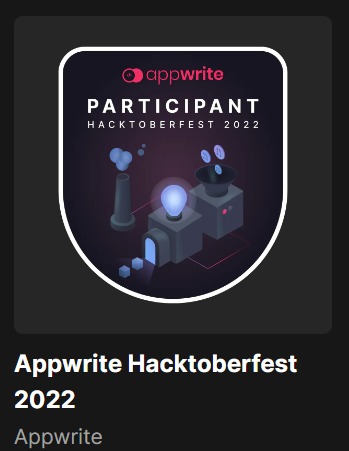 appwrite
PARTICIPANT
HACKTOBERFEST 2022
Appwrite Hacktoberfest
2022
Appwrite